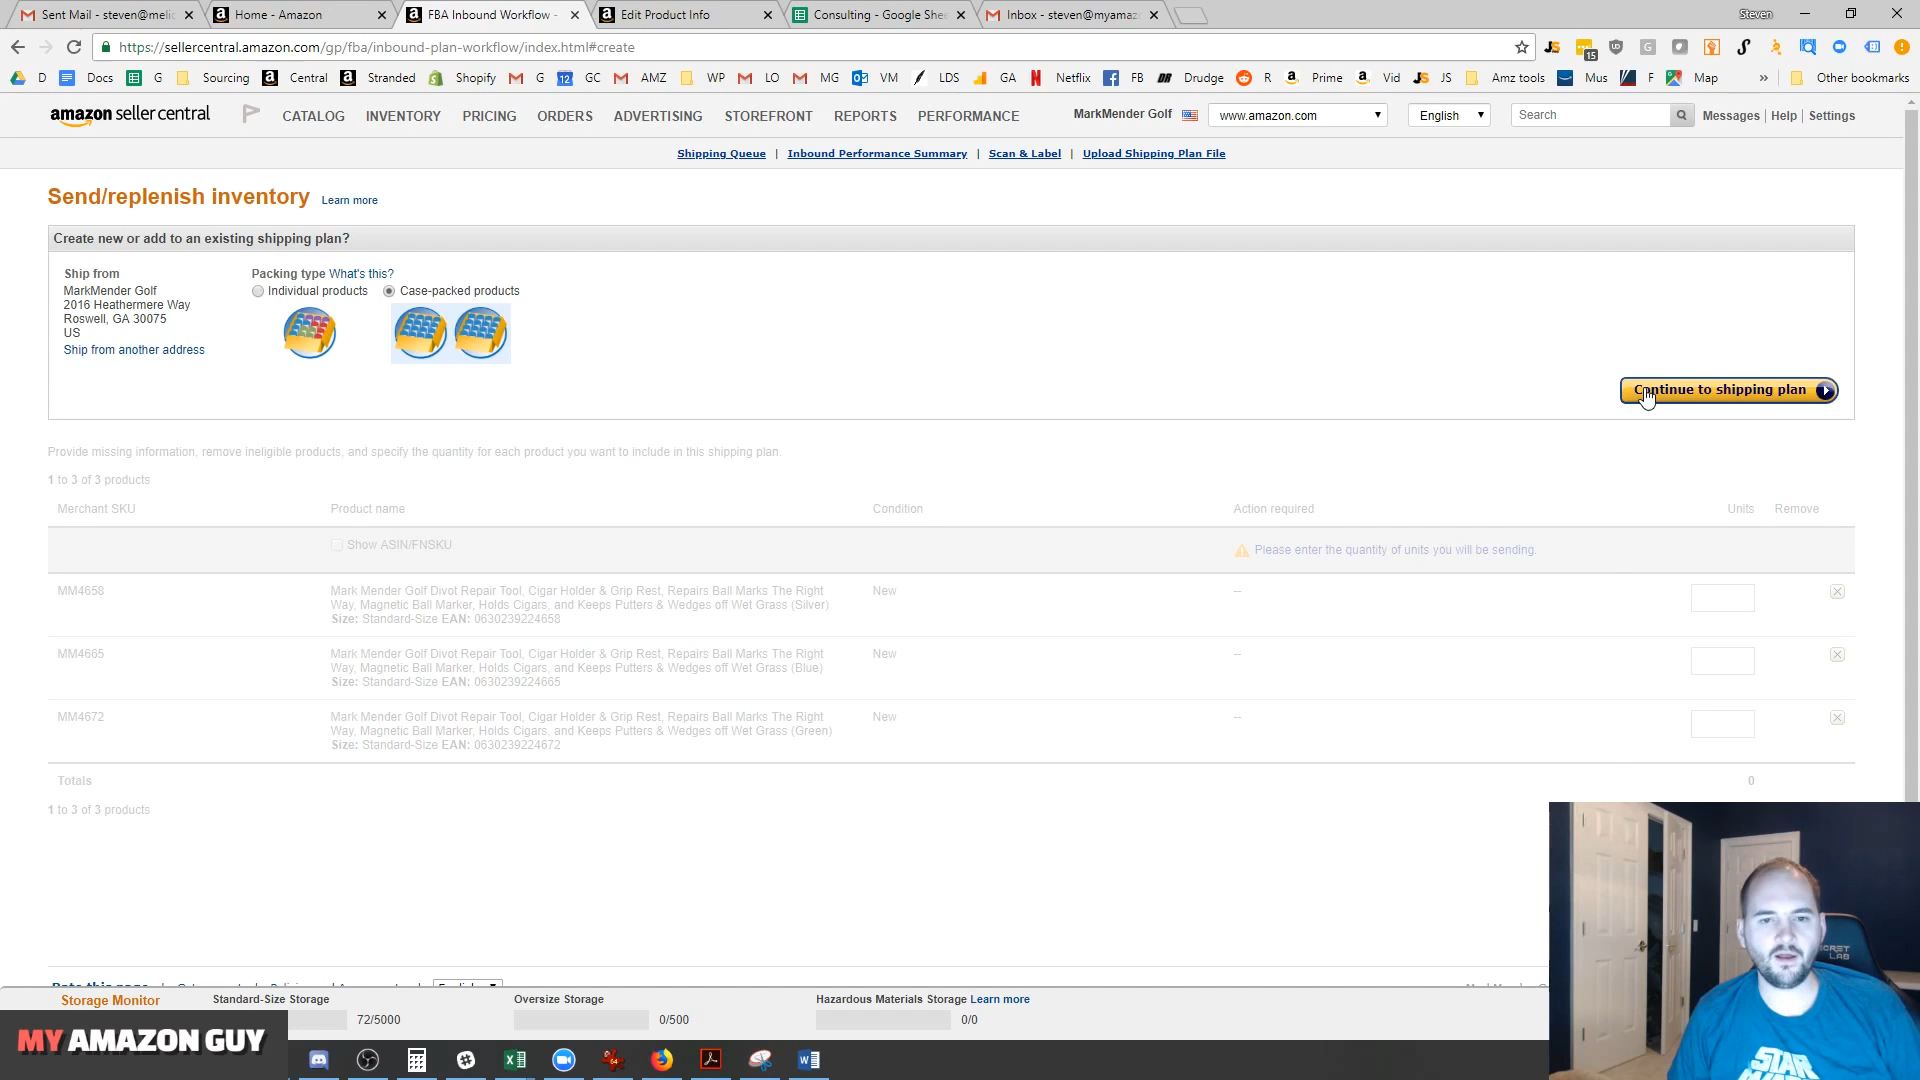 Sent Mail - steven@melic
Home - Amazon
FBA Inbound Workflow -
Edit Product Info
Consulting - Google She
Inbox - steven@myamaz
Steven
https://sellercentral.amazon.com/gp/fba/inbound-plan-workflow/index.html#create
15
D Docs G Sourcing Central Stranded Shopify G GC AMZ WP LO MG VM LDS GA Netflix FB Drudge R Prime Vid JS Amz tools Mus F Map » Other bookmarks
amazon seller central
CATALOG INVENTORY PRICING ORDERS ADVERTISING STOREFRONT REPORTS PERFORMANCE
MarkMender Golf www.amazon.com English Search Messages | Help | Settings
Shipping Queue | Inbound Performance Summary | Scan & Label | Upload Shipping Plan File
Send/replenish inventory Learn more
Create new or add to an existing shipping plan?
Ship from
MarkMender Golf
2016 Heathermere Way
Roswell, GA 30075
US
Ship from another address
Packing type What's this?
Individual products Case-packed products
Continue to shipping plan
Provide missing information, remove ineligible products, and specify the quantity for each product you want to include in this shipping plan.
1 to 3 of 3 products
Merchant SKU Product name Condition Action required Units Remove
Show ASIN/FNSKU Please enter the quantity of units you will be sending.
MM4658 Mark Mender Golf Divot Repair Tool, Cigar Holder & Grip Rest, Repairs Ball Marks The Right New --
Way, Magnetic Ball Marker, Holds Cigars, and Keeps Putters & Wedges off Wet Grass (Silver)
Size: Standard-Size EAN: 0630239224658
MM4665 Mark Mender Golf Divot Repair Tool, Cigar Holder & Grip Rest, Repairs Ball Marks The Right New --
Way, Magnetic Ball Marker, Holds Cigars, and Keeps Putters & Wedges off Wet Grass (Blue)
Size: Standard-Size EAN: 0630239224665
MM4672 Mark Mender Golf Divot Repair Tool, Cigar Holder & Grip Rest, Repairs Ball Marks The Right New --
Way, Magnetic Ball Marker, Holds Cigars, and Keeps Putters & Wedges off Wet Grass (Green)
Size: Standard-Size EAN: 0630239224672
Totals 0
1 to 3 of 3 products
Storage Monitor Standard-Size Storage Oversize Storage Hazardous Materials Storage Learn more
72/5000 0/500 0/0
MY AMAZON GUY
STAR